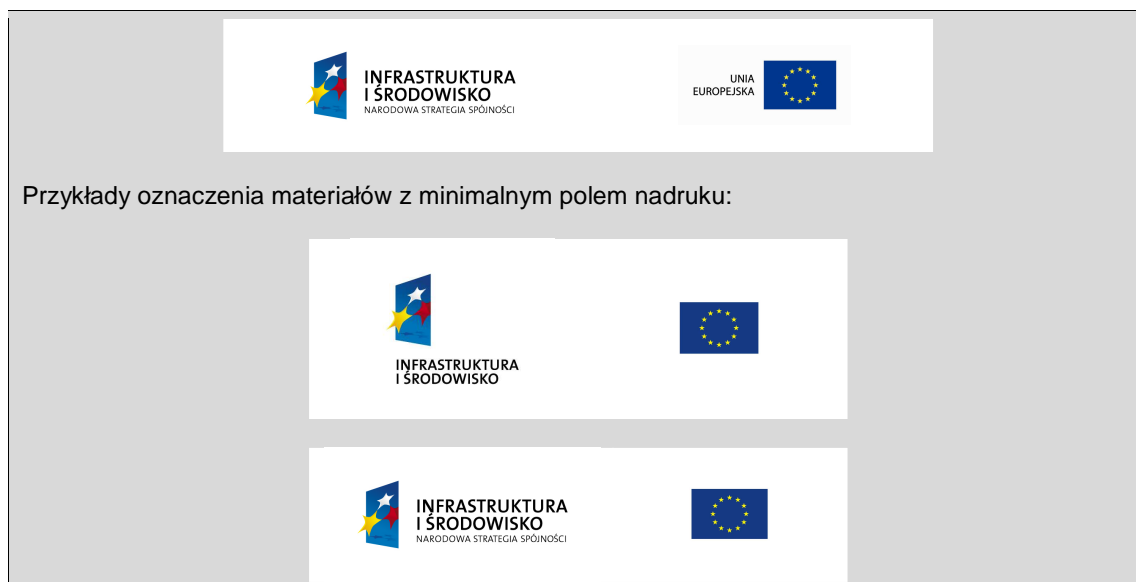 INFRASTRUKTURA
I ŚRODOWISKO
NARODOWA STRATEGIA SPÓJNOŚCI
UNIA
EUROPEJSKA
Przykłady oznaczenia materiałów z minimalnym polem nadruku:
INFRASTRUKTURA
I ŚRODOWISKO
INFRASTRUKTURA
I ŚRODOWISKO
NARODOWA STRATEGIA SPÓJNOŚCI